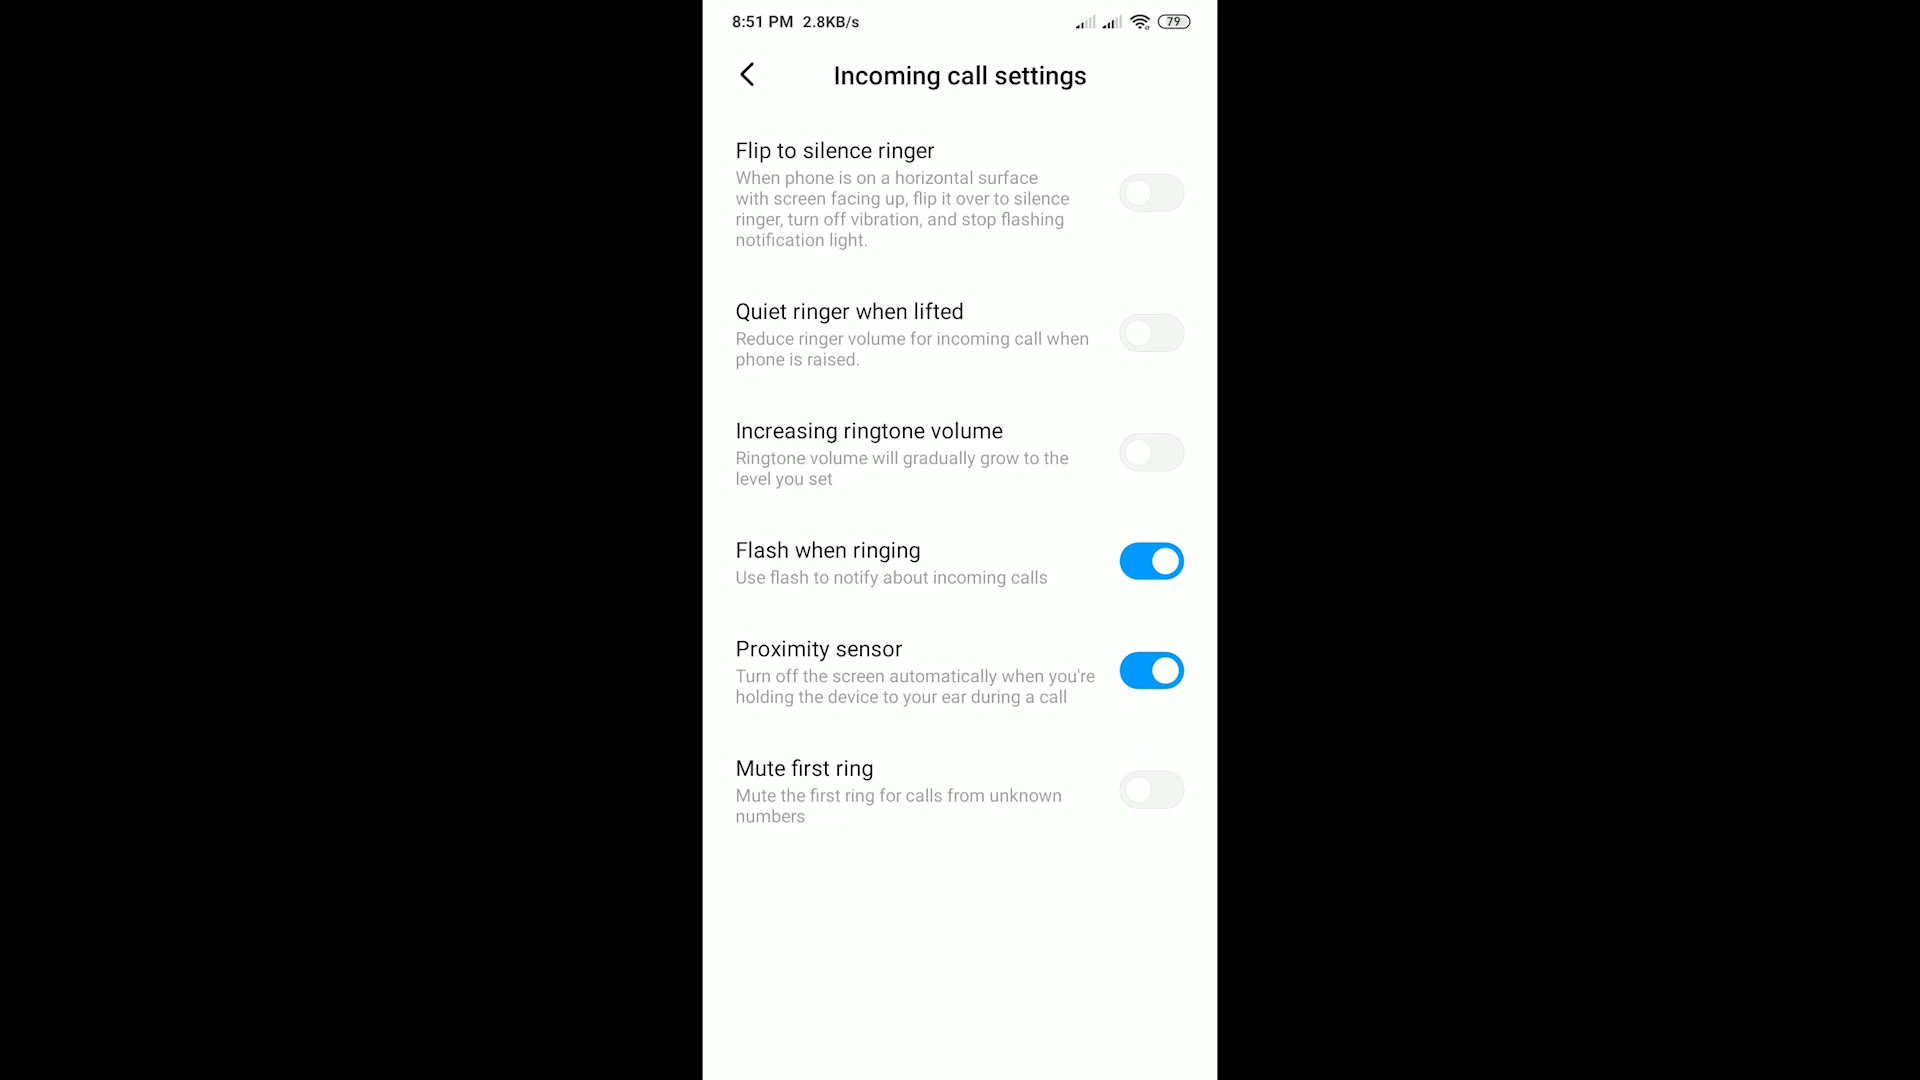 8:51 PM 2.8KB/s 79
Incoming call settings
Flip to silence ringer
When phone is on a horizontal surface
with screen facing up, flip it over to silence
ringer, turn off vibration, and stop flashing
notification light.
Quiet ringer when lifted
Reduce ringer volume for incoming call when
phone is raised.
Increasing ringtone volume
Ringtone volume will gradually grow to the
level you set
Flash when ringing
Use flash to notify about incoming calls
Proximity sensor
Turn off the screen automatically when you're
holding the device to your ear during a call
Mute first ring
Mute the first ring for calls from unknown
numbers